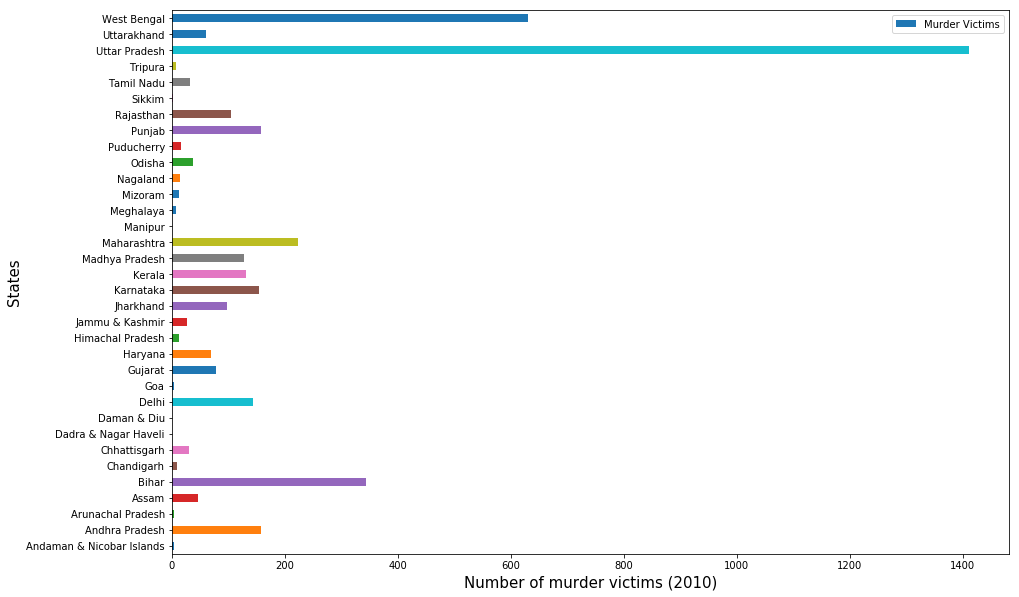 Murder Victims
States
West Bengal
Uttarakhand
Uttar Pradesh
Tripura
Tamil Nadu
Sikkim
Rajasthan
Punjab
Puducherry
Odisha
Nagaland
Mizoram
Meghalaya
Manipur
Maharashtra
Madhya Pradesh
Kerala
Karnataka
Jharkhand
Jammu & Kashmir
Himachal Pradesh
Haryana
Gujarat
Goa
Delhi
Daman & Diu
Dadra & Nagar Haveli
Chhattisgarh
Chandigarh
Bihar
Assam
Arunachal Pradesh
Andhra Pradesh
Andaman & Nicobar Islands
0 200 400 600 800 1000 1200 1400
Number of murder victims (2010)